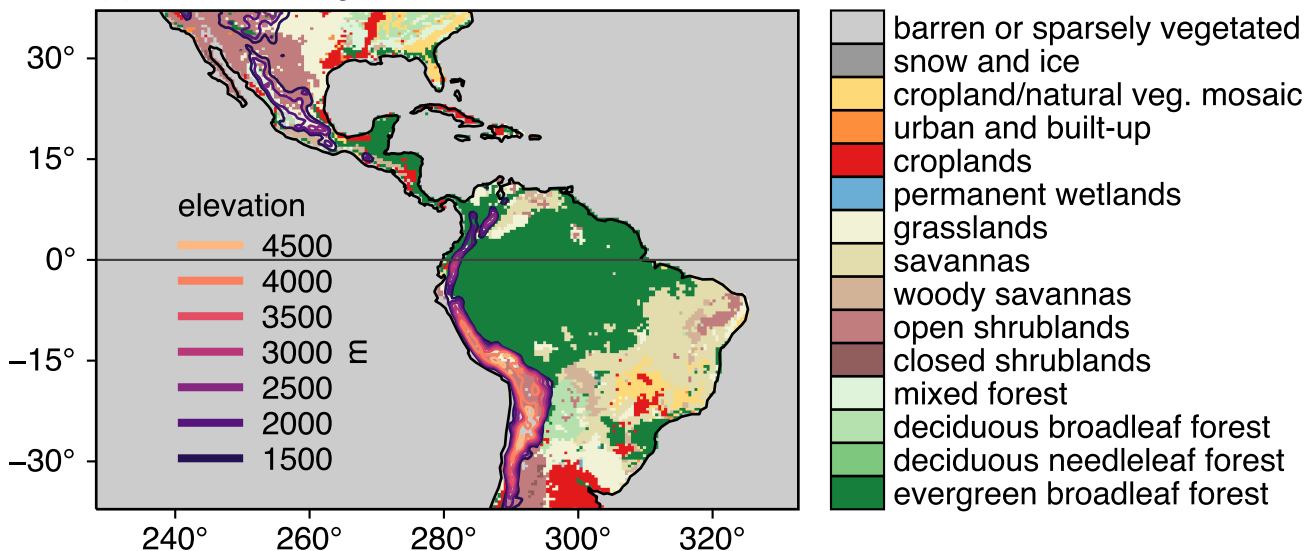 30°
15°
0°
−15°
−30°
elevation
4500
4000
3500
3000
2500
2000
1500
m
240°
260°
280°
300°
320°
barren or sparsely vegetated
snow and ice
cropland/natural veg. mosaic
urban and built-up
croplands
permanent wetlands
grasslands
savannas
woody savannas
open shrublands
closed shrublands
mixed forest
deciduous broadleaf forest
deciduous needleleaf forest
evergreen broadleaf forest